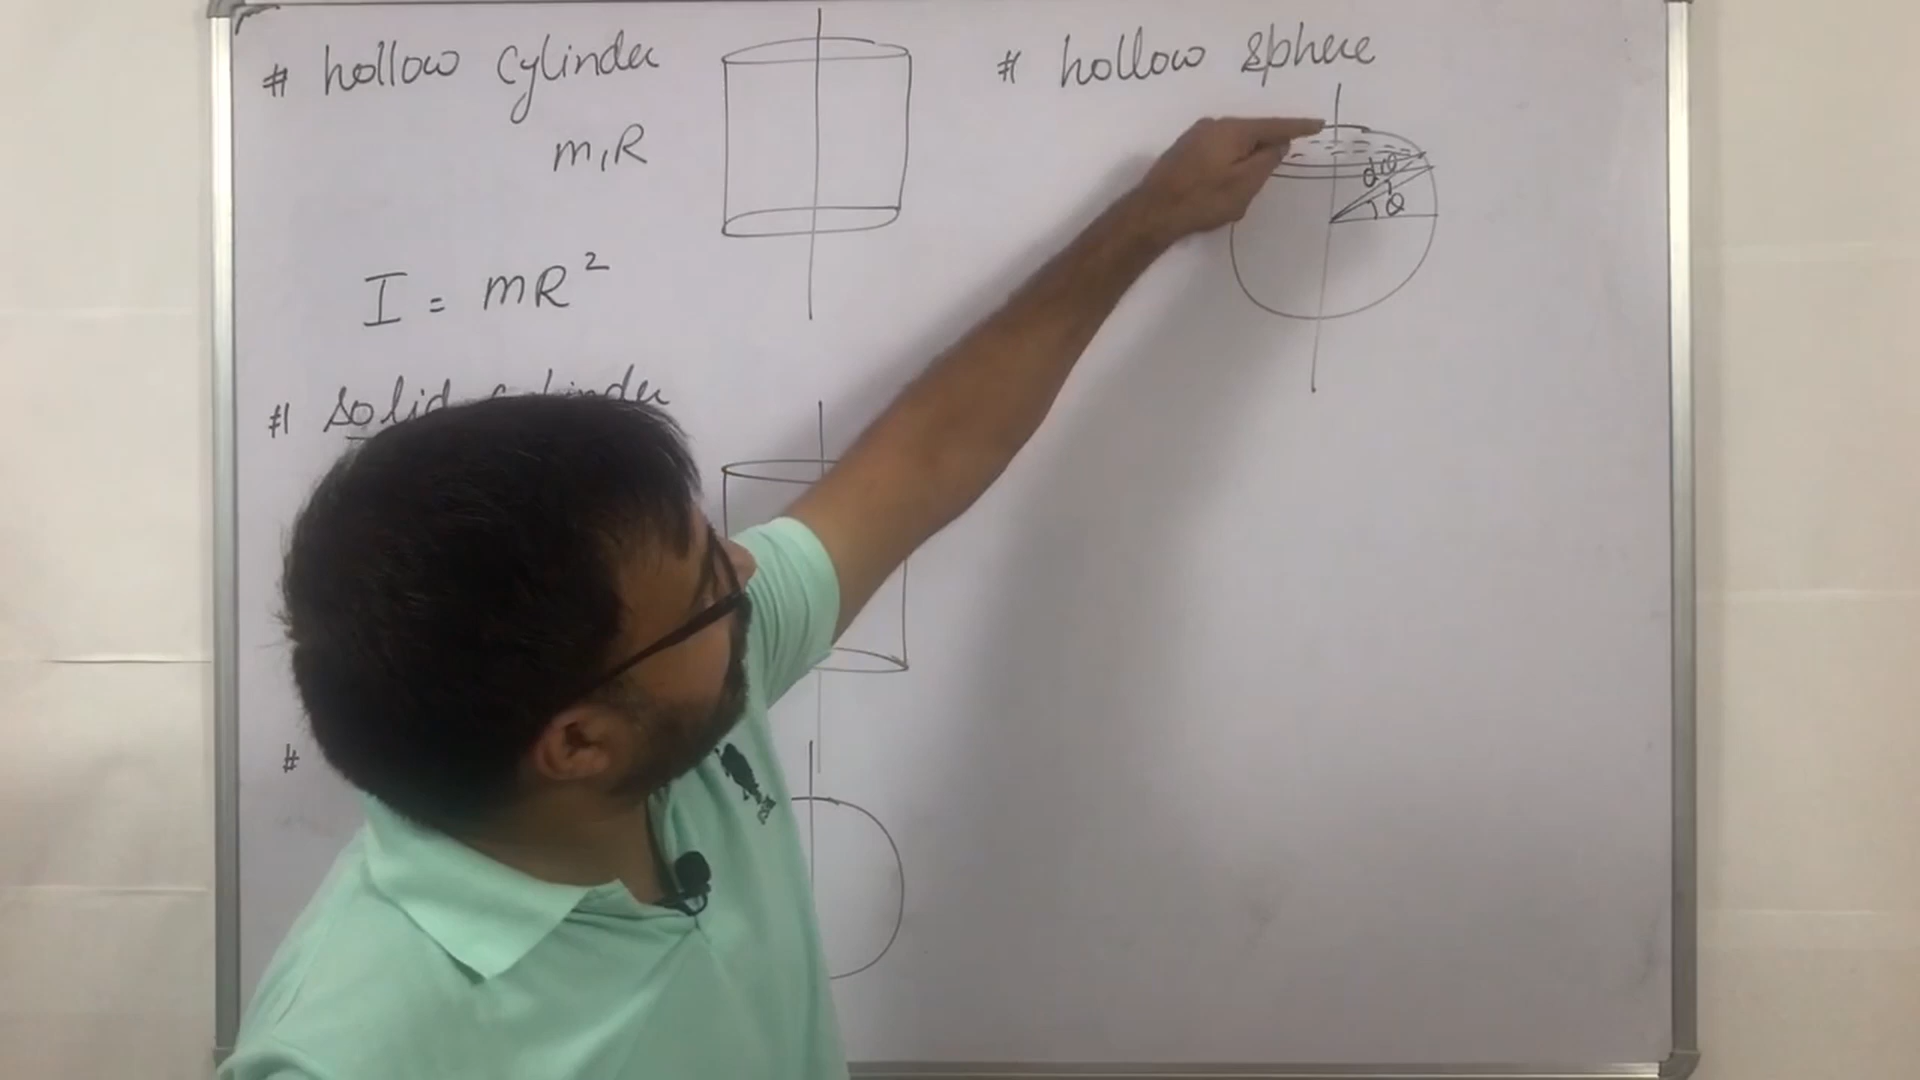 # hollow cylinder
m, R
I = mR²
# solid cylinder
#
# hollow sphere
dθ
θ